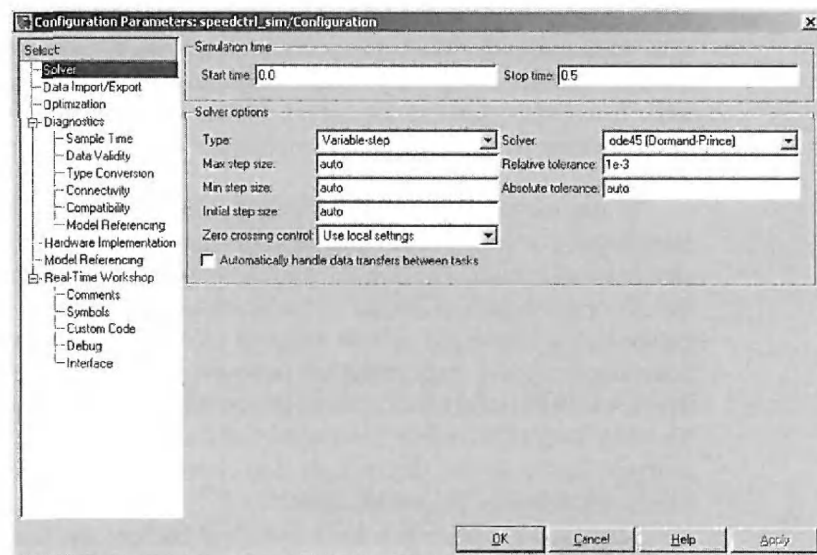 Configuration Parameters: speedctrl_sim/Configuration
Select:
Solver
Data Import/Export
Optimization
Diagnostics
Sample Time
Data Validity
Type Conversion
Connectivity
Compatibility
Model Referencing
Hardware Implementation
Model Referencing
Real-Time Workshop
Comments
Symbols
Custom Code
Debug
Interface
Simulation time
Start time: 0.0 Stop time: 0.5
Solver options
Type: Variable-step Solver: ode45 (Dormand-Prince)
Max step size: auto Relative tolerance: 1e-3
Min step size: auto Absolute tolerance: auto
Initial step size: auto
Zero crossing control: Use local settings
Automatically handle data transfers between tasks
OK Cancel Help Apply